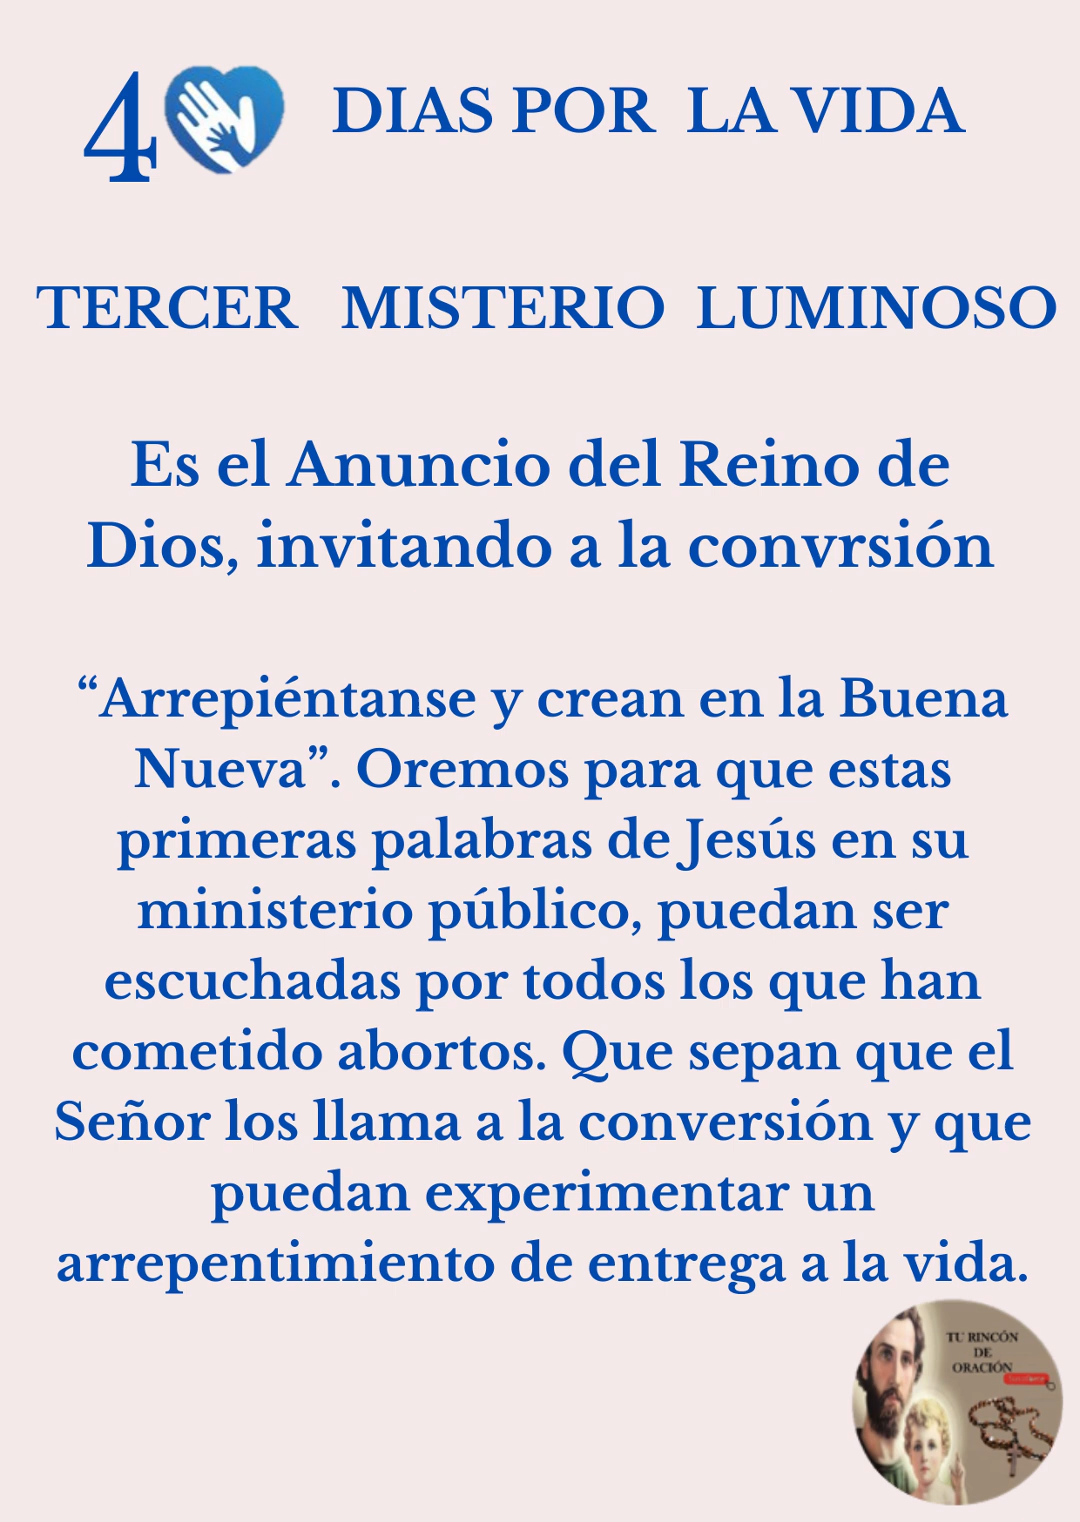 40 DIAS POR LA VIDA
TERCER MISTERIO LUMINOSO
Es el Anuncio del Reino de
Dios, invitando a la convrsión
“Arrepiéntanse y crean en la Buena
Nueva”. Oremos para que estas
primeras palabras de Jesús en su
ministerio público, puedan ser
escuchadas por todos los que han
cometido abortos. Que sepan que el
Señor los llama a la conversión y que
puedan experimentar un
arrepentimiento de entrega a la vida.
TU RINCÓN
DE
ORACIÓN